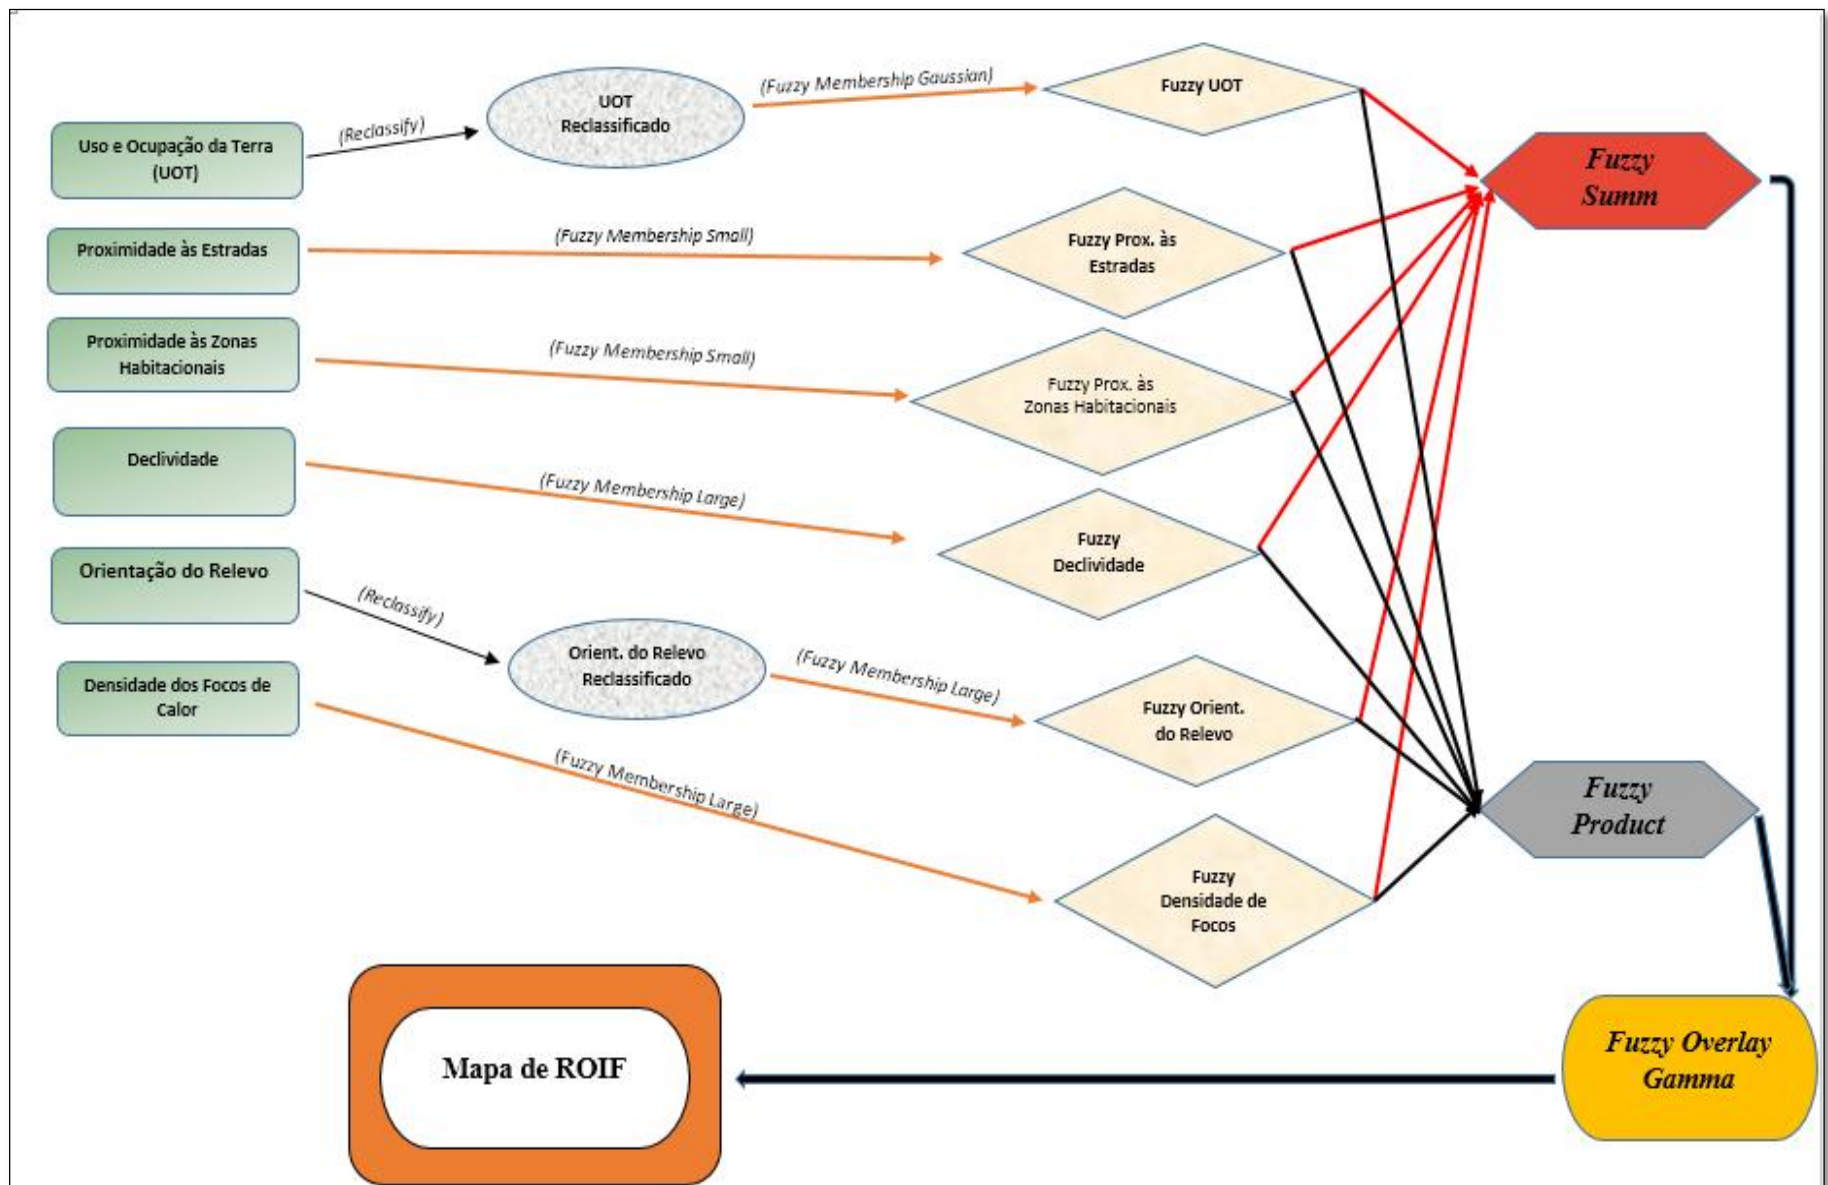 Uso e Ocupação da Terra
(UOT)
(Reclassify)
UOT
Reclassificado
(Fuzzy Membership Gaussian)
Fuzzy UOT
Fuzzy
Summ
Proximidade às Estradas
(Fuzzy Membership Small)
Fuzzy Prox. às
Estradas
Proximidade às Zonas
Habitacionais
(Fuzzy Membership Small)
Fuzzy Prox. às
Zonas Habitacionais
Declividade
(Fuzzy Membership Large)
Fuzzy
Declividade
Orientação do Relevo
(Reclassify)
Orient. do Relevo
Reclassificado
(Fuzzy Membership Large)
Fuzzy Orient.
do Relevo
Densidade dos Focos de
Calor
(Fuzzy Membership Large)
Fuzzy
Densidade de
Focos
Fuzzy
Product
Fuzzy Overlay
Gamma
Mapa de ROIF